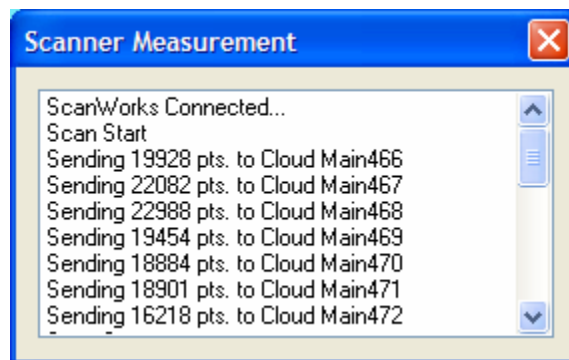 Scanner Measurement
ScanWorks Connected...
Scan Start
Sending 19928 pts. to Cloud Main466
Sending 22082 pts. to Cloud Main467
Sending 22988 pts. to Cloud Main468
Sending 19454 pts. to Cloud Main469
Sending 18884 pts. to Cloud Main470
Sending 18901 pts. to Cloud Main471
Sending 16218 pts. to Cloud Main472